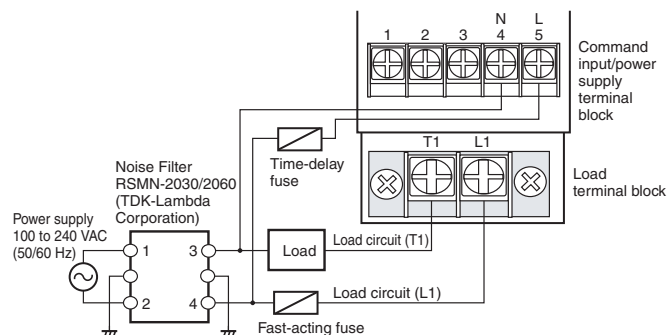 N L
1 2 3 4 5
Command
input/power
supply
terminal
block
T1 L1
Time-delay
fuse
Load
terminal block
Noise Filter
RSMN-2030/2060
(TDK-Lambda
Corporation)
Power supply
100 to 240 VAC
(50/60 Hz)
1 3
Load
Load circuit (T1)
2 4
Load circuit (L1)
Fast-acting fuse